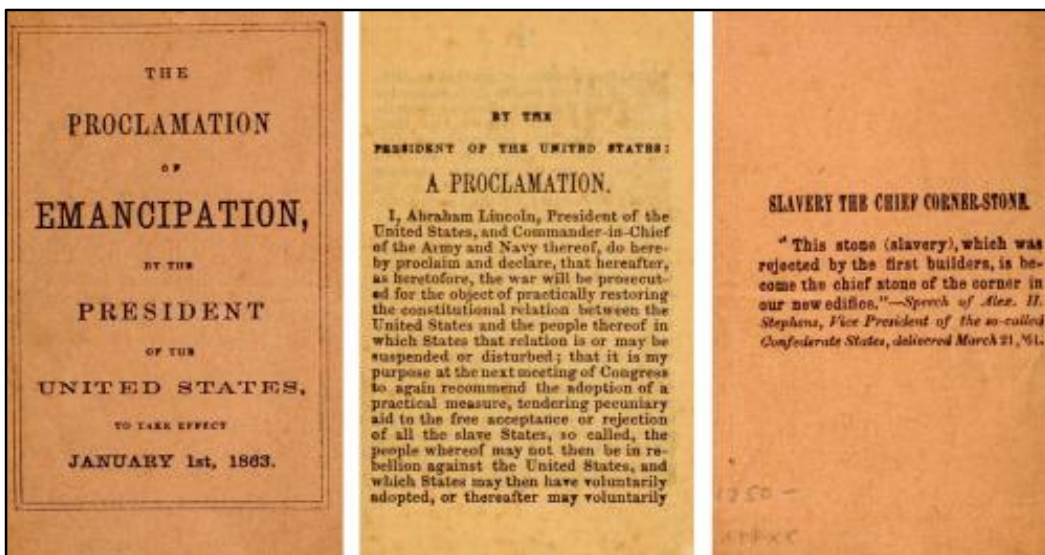 THE
PROCLAMATION
OF
EMANCIPATION,
BY THE
PRESIDENT
OF THE
UNITED STATES,
TO TAKE EFFECT
JANUARY 1st, 1863.
BY THE
PRESIDENT OF THE UNITED STATES:
A PROCLAMATION.
I, Abraham Lincoln, President of the
United States, and Commander-in-Chief
of the Army and Navy thereof, do here-
by proclaim and declare, that hereafter,
as heretofore, the war will be prosecut-
ed for the object of practically restoring
the constitutional relation between the
United States and the people thereof in
which States that relation is or may be
suspended or disturbed; that it is my
purpose at the next meeting of Congress
to again recommend the adoption of a
practical measure, tendering pecuniary
aid to the free acceptance or rejection
of all the slave States, so called, the
people whereof may not then be in re-
bellion against the United States, and
which States may then have voluntarily
adopted, or thereafter may voluntarily
SLAVERY THE CHIEF CORNER-STONE.
"This stone (slavery), which was
rejected by the first builders, is be-
come the chief stone of the corner in
our new edifice."—Speech of Alex. H.
Stephens, Vice President of the so-called
Confederate States, delivered March 21, '61.
1250 -